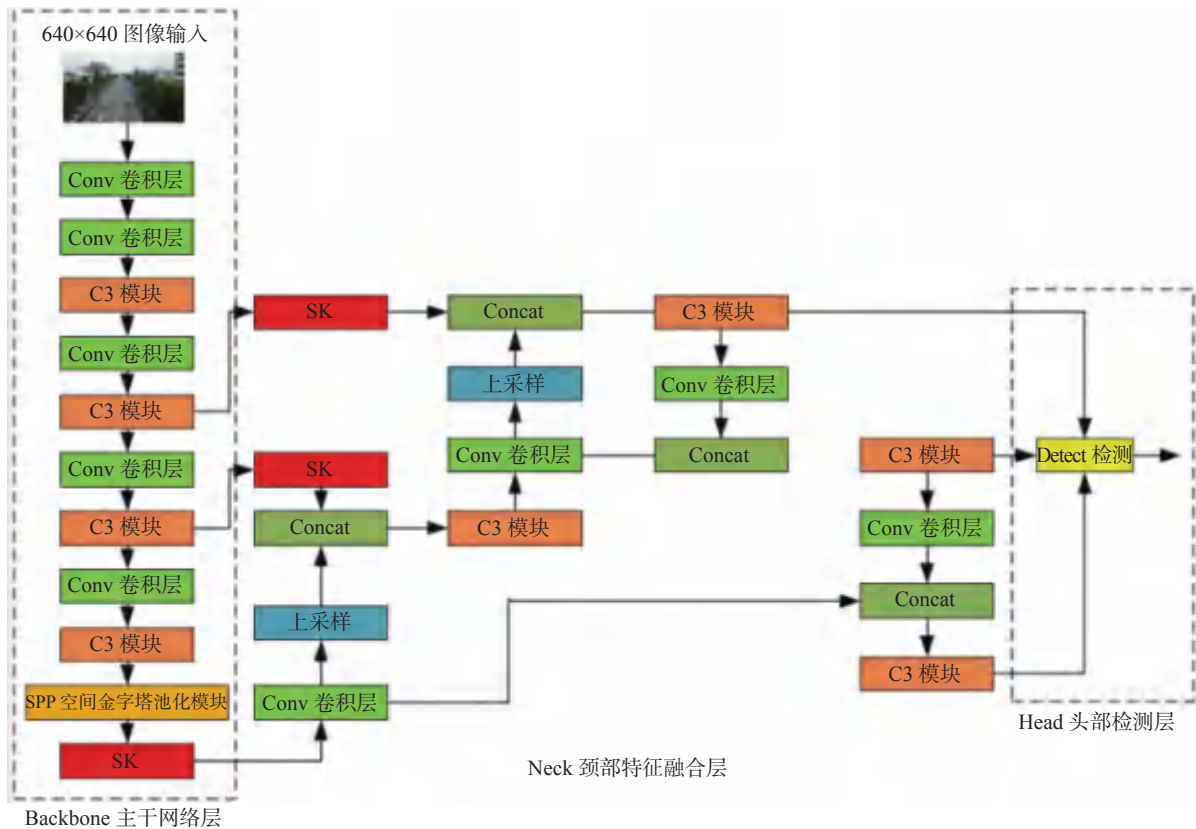 640×640 图像输入
Conv 卷积层
Conv 卷积层
C3 模块
Conv 卷积层
C3 模块
Conv 卷积层
C3 模块
Conv 卷积层
C3 模块
SPP 空间金字塔池化模块
SK
Backbone 主干网络层
SK
SK
Concat
上采样
Conv 卷积层
Concat
上采样
Conv 卷积层
C3 模块
C3 模块
Conv 卷积层
Concat
C3 模块
Conv 卷积层
Concat
C3 模块
Neck 颈部特征融合层
Detect 检测
Head 头部检测层